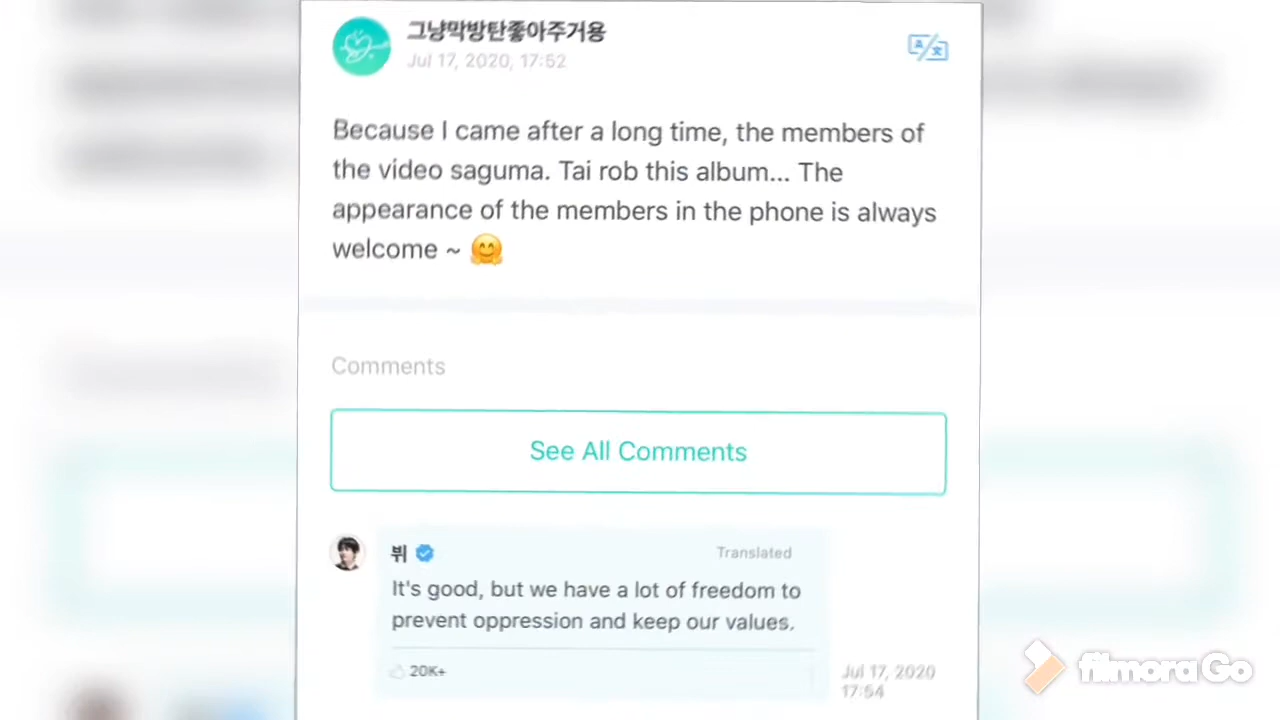 그냥막방탄좋아주거용
Jul 17, 2020, 17:52
Because I came after a long time, the members of
the video saguma. Tai rob this album... The
appearance of the members in the phone is always
welcome ~ 🤗
Comments
See All Comments
뷔
Translated
It's good, but we have a lot of freedom to
prevent oppression and keep our values.
20K+
Jul 17, 2020
17:54
filmoraGo